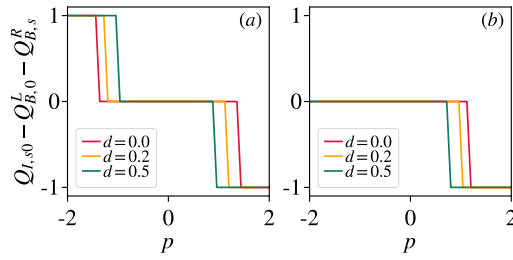 (a)
(b)
Q_{I,s0} − Q^L_{B,0} − Q^R_{B,s}
1
0
-1
d = 0.0
d = 0.2
d = 0.5
-2
0
2
p
1
0
-1
d = 0.0
d = 0.2
d = 0.5
-2
0
2
p